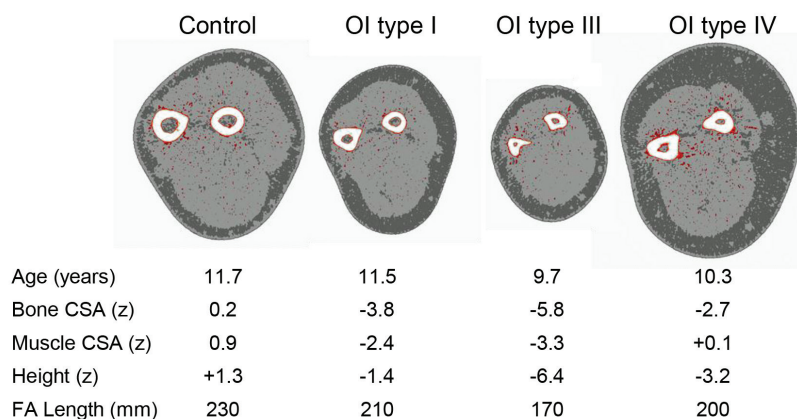 Control OI type I OI type III OI type IV
Age (years) 11.7 11.5 9.7 10.3
Bone CSA (z) 0.2 -3.8 -5.8 -2.7
Muscle CSA (z) 0.9 -2.4 -3.3 +0.1
Height (z) +1.3 -1.4 -6.4 -3.2
FA Length (mm) 230 210 170 200